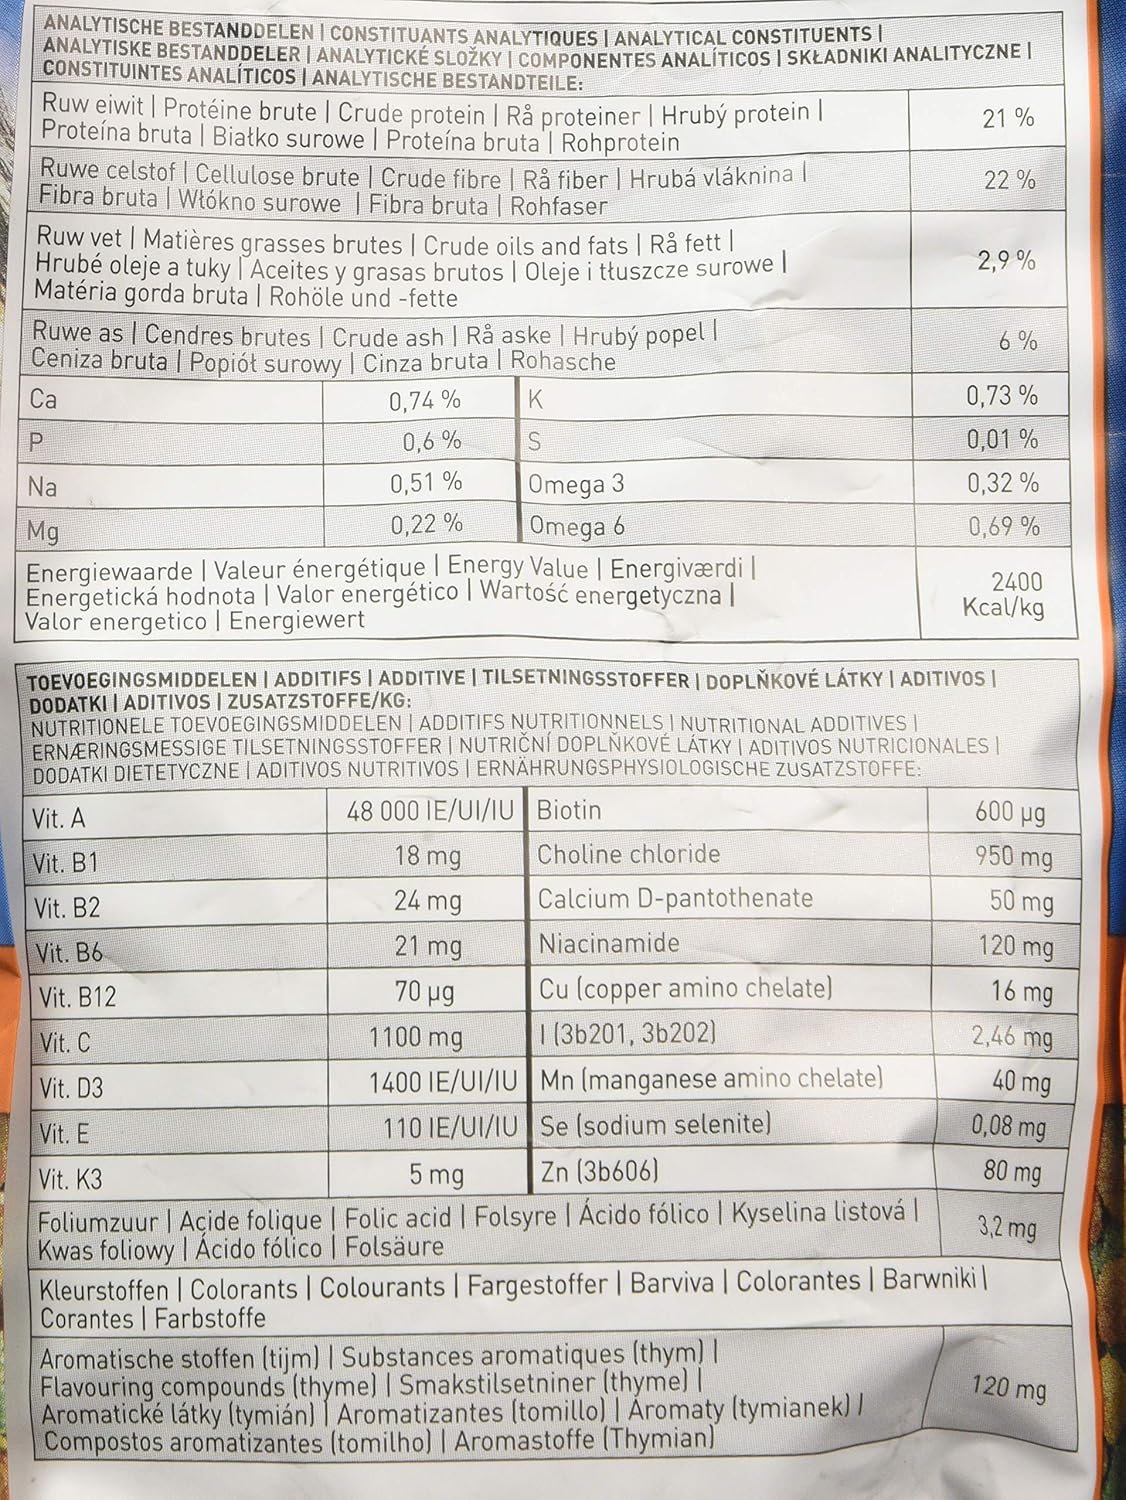 ANALYTISCHE BESTANDDELEN | CONSTITUANTS ANALYTIQUES | ANALYTICAL CONSTITUENTS |
ANALYTISKE BESTANDDELER | ANALYTICKÉ SLOŽKY | COMPONENTES ANALÍTICOS | SKŁADNIKI ANALITYCZNE |
CONSTITUINTES ANALÍTICOS | ANALYTISCHE BESTANDTEILE:
Ruw eiwit | Protéine brute | Crude protein | Rå proteiner | Hrubý protein |
Proteína bruta | Białko surowe | Proteína bruta | Rohprotein
21 %
Ruwe celstof | Cellulose brute | Crude fibre | Rå fiber | Hrubá vláknina |
Fibra bruta | Włókno surowe | Fibra bruta | Rohfaser
22 %
Ruw vet | Matières grasses brutes | Crude oils and fats | Rå fett |
Hrubé oleje a tuky | Aceites y grasas brutos | Oleje i tłuszcze surowe |
Matéria gorda bruta | Rohöle und -fette
2,9 %
Ruwe as | Cendres brutes | Crude ash | Rå aske | Hrubý popel |
Ceniza bruta | Popiół surowy | Cinza bruta | Rohasche
6 %
Ca 0,74 % K 0,73 %
P 0,6 % S 0,01 %
Na 0,51 % Omega 3 0,32 %
Mg 0,22 % Omega 6 0,69 %
Energiewaarde | Valeur énergétique | Energy Value | Energiværdi |
Energetická hodnota | Valor energético | Wartość energetyczna |
Valor energetico | Energiewert
2400
Kcal/kg
TOEVOEGINGSMIDDELEN | ADDITIFS | ADDITIVE | TILSETNINGSSTOFFER | DOPLŇKOVÉ LÁTKY | ADITIVOS |
DODATKI | ADITIVOS | ZUSATZSTOFFE/KG:
NUTRITIONELE TOEVOEGINGSMIDDELEN | ADDITIFS NUTRITIONNELS | NUTRITIONAL ADDITIVES |
ERNÆRINGSMESSIGE TILSETNINGSSTOFFER | NUTRIČNÍ DOPLŇKOVÉ LÁTKY | ADITIVOS NUTRICIONALES |
DODATKI DIETETYCZNE | ADITIVOS NUTRITIVOS | ERNÄHRUNGSPHYSIOLOGISCHE ZUSATZSTOFFE:
Vit. A 48 000 IE/UI/IU Biotin 600 µg
Vit. B1 18 mg Choline chloride 950 mg
Vit. B2 24 mg Calcium D-pantothenate 50 mg
Vit. B6 21 mg Niacinamide 120 mg
Vit. B12 70 µg Cu (copper amino chelate) 16 mg
Vit. C 1100 mg I (3b201, 3b202) 2,46 mg
Vit. D3 1400 IE/UI/IU Mn (manganese amino chelate) 40 mg
Vit. E 110 IE/UI/IU Se (sodium selenite) 0,08 mg
Vit. K3 5 mg Zn (3b606) 80 mg
Foliumzuur | Acide folique | Folic acid | Folsyre | Ácido fólico | Kyselina listová |
Kwas foliowy | Ácido fólico | Folsäure
3,2 mg
Kleurstoffen | Colorants | Colourants | Fargestoffer | Barviva | Colorantes | Barwniki |
Corantes | Farbstoffe
Aromatische stoffen (tijm) | Substances aromatiques (thym) |
Flavouring compounds (thyme) | Smakstilsetniner (thyme) |
Aromatické látky (tymián) | Aromatizantes (tomillo) | Aromaty (tymianek) /
Compostos aromatizantes (tomilho) | Aromastoffe (Thymian)
120 mg